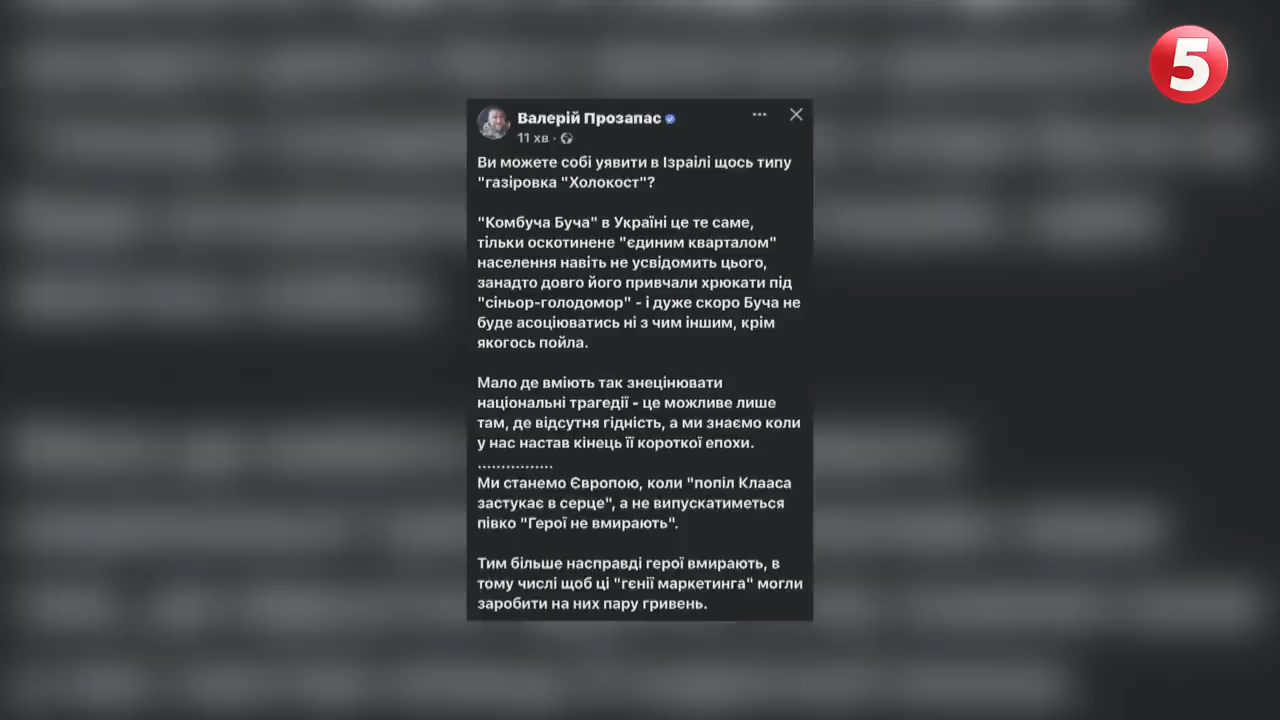 5
Валерій Прозапас
11 хв ·
Ви можете собі уявити в Ізраїлі щось типу
"газіровка "Холокост"?
"Комбуча Буча" в Україні це те саме,
тільки оскотинене "єдиним кварталом"
населення навіть не усвідомить цього,
занадто довго його привчали хрюкати під
"сіньор-голодомор" - і дуже скоро Буча не
буде асоціюватись ні з чим іншим, крім
якогось пойла.
Мало де вміють так знецінювати
національні трагедії - це можливе лише
там, де відсутня гідність, а ми знаємо коли
у нас настав кінець її короткої епохи.
................
Ми станемо Європою, коли "попіл Клааса
застукає в серце", а не випускатиметься
півко "Герої не вмирають".
Тим більше насправді герої вмирають, в
тому числі щоб ці "генії маркетинга" могли
заробити на них пару гривень.